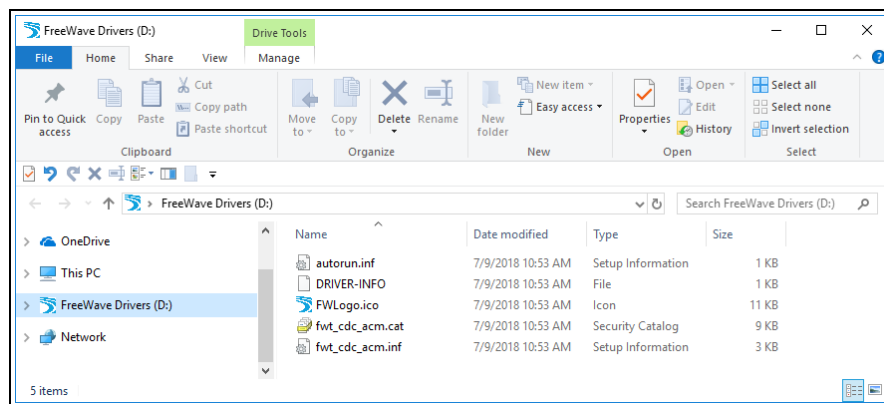 FreeWave Drivers (D:)
Drive Tools
File Home Share View Manage
Pin to Quick access
Copy
Paste
Cut
Copy path
Paste shortcut
Clipboard
Move to
Copy to
Delete
Rename
Organize
New folder
New item
Easy access
New
Properties
Open
Edit
History
Open
Select all
Select none
Invert selection
Select
FreeWave Drivers (D:)
Search FreeWave Drivers (D:)
OneDrive
This PC
FreeWave Drivers (D:)
Network
Name Date modified Type Size
autorun.inf 7/9/2018 10:53 AM Setup Information 1 KB
DRIVER-INFO 7/9/2018 10:53 AM File 1 KB
FWLogo.ico 7/9/2018 10:53 AM Icon 11 KB
fwt_cdc_acm.cat 7/9/2018 10:53 AM Security Catalog 9 KB
fwt_cdc_acm.inf 7/9/2018 10:53 AM Setup Information 3 KB
5 items